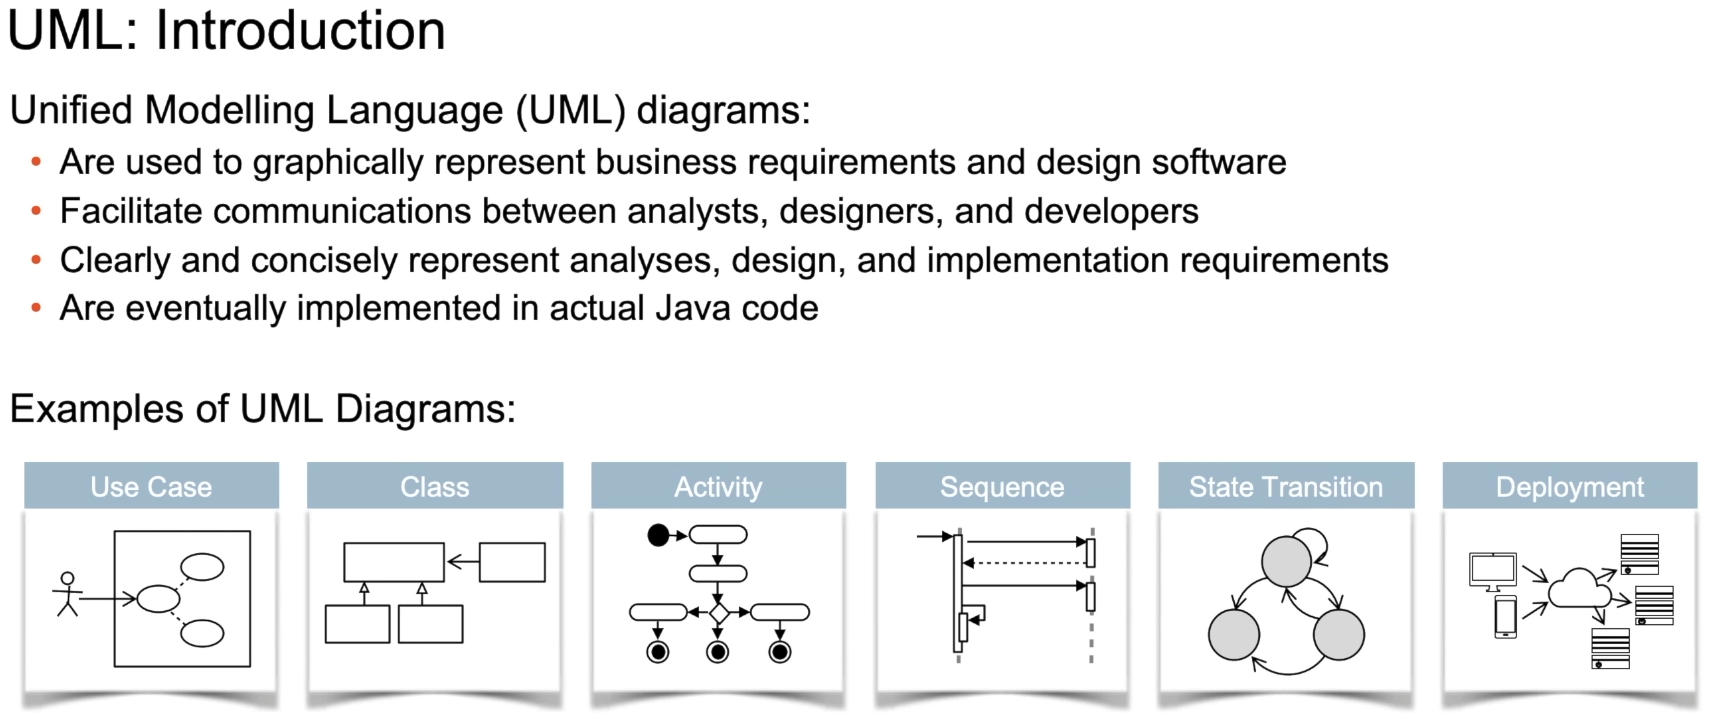 UML: Introduction
Unified Modelling Language (UML) diagrams:
• Are used to graphically represent business requirements and design software
• Facilitate communications between analysts, designers, and developers
• Clearly and concisely represent analyses, design, and implementation requirements
• Are eventually implemented in actual Java code
Examples of UML Diagrams:
Use Case
Class
Activity
Sequence
State Transition
Deployment